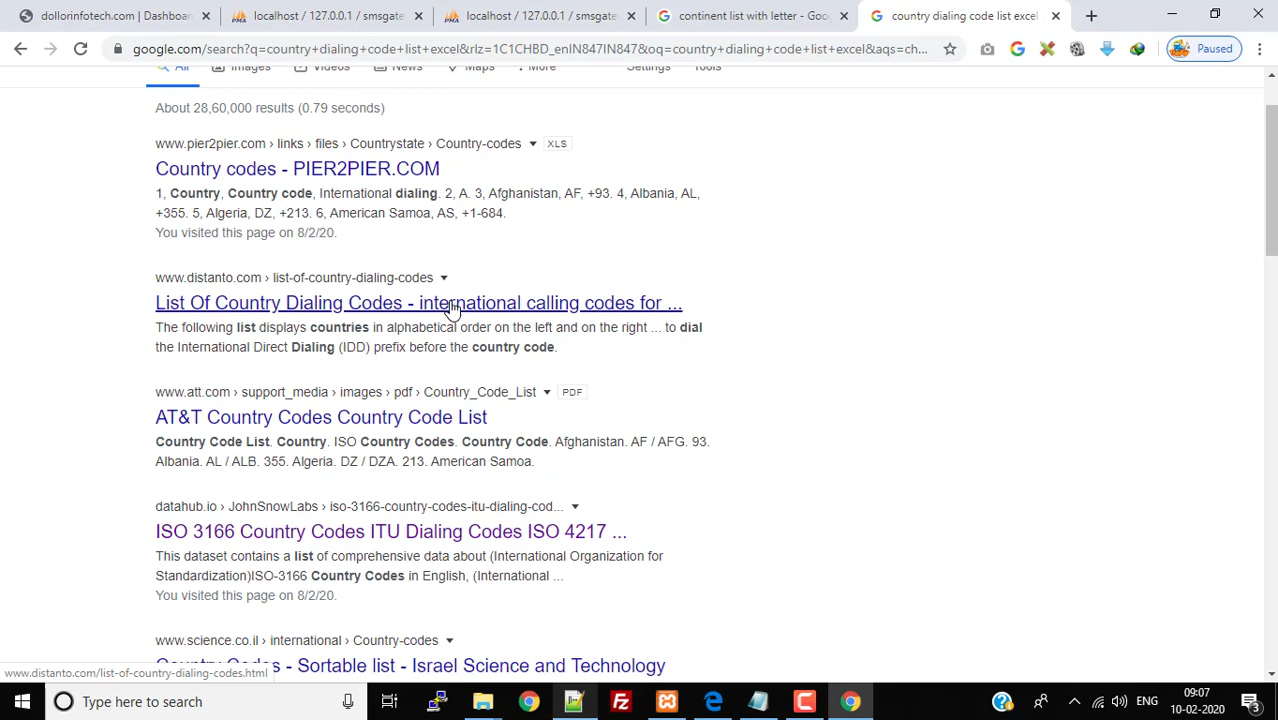 dollorinfotech.com | Dashboar
localhost / 127.0.0.1 / smsgate
localhost / 127.0.0.1 / smsgate
continent list with letter - Goog
country dialing code list excel
google.com/search?q=country+dialing+code+list+excel&rlz=1C1CHBD_enIN847IN847&oq=country+dialing+code+list+excel&aqs=ch...
Paused
All Images Videos News Maps More Settings Tools
About 28,60,000 results (0.79 seconds)
www.pier2pier.com › links › files › Countrystate › Country-codes XLS
Country codes - PIER2PIER.COM
1, Country, Country code, International dialing. 2, A. 3, Afghanistan, AF, +93. 4, Albania, AL,
+355. 5, Algeria, DZ, +213. 6, American Samoa, AS, +1-684.
You visited this page on 8/2/20.
www.distanto.com › list-of-country-dialing-codes
List Of Country Dialing Codes - international calling codes for ...
The following list displays countries in alphabetical order on the left and on the right ... to dial
the International Direct Dialing (IDD) prefix before the country code.
www.att.com › support_media › images › pdf › Country_Code_List PDF
AT&T Country Codes Country Code List
Country Code List. Country. ISO Country Codes. Country Code. Afghanistan. AF / AFG. 93.
Albania. AL / ALB. 355. Algeria. DZ / DZA. 213. American Samoa.
datahub.io › JohnSnowLabs › iso-3166-country-codes-itu-dialing-cod...
ISO 3166 Country Codes ITU Dialing Codes ISO 4217 ...
This dataset contains a list of comprehensive data about (International Organization for
Standardization)ISO-3166 Country Codes in English, (International ...
You visited this page on 8/2/20.
www.science.co.il › international › Country-codes
Country Codes - Sortable list - Israel Science and Technology
www.distanto.com/list-of-country-dialing-codes.html
Type here to search
ENG
09:07
10-02-2020
3